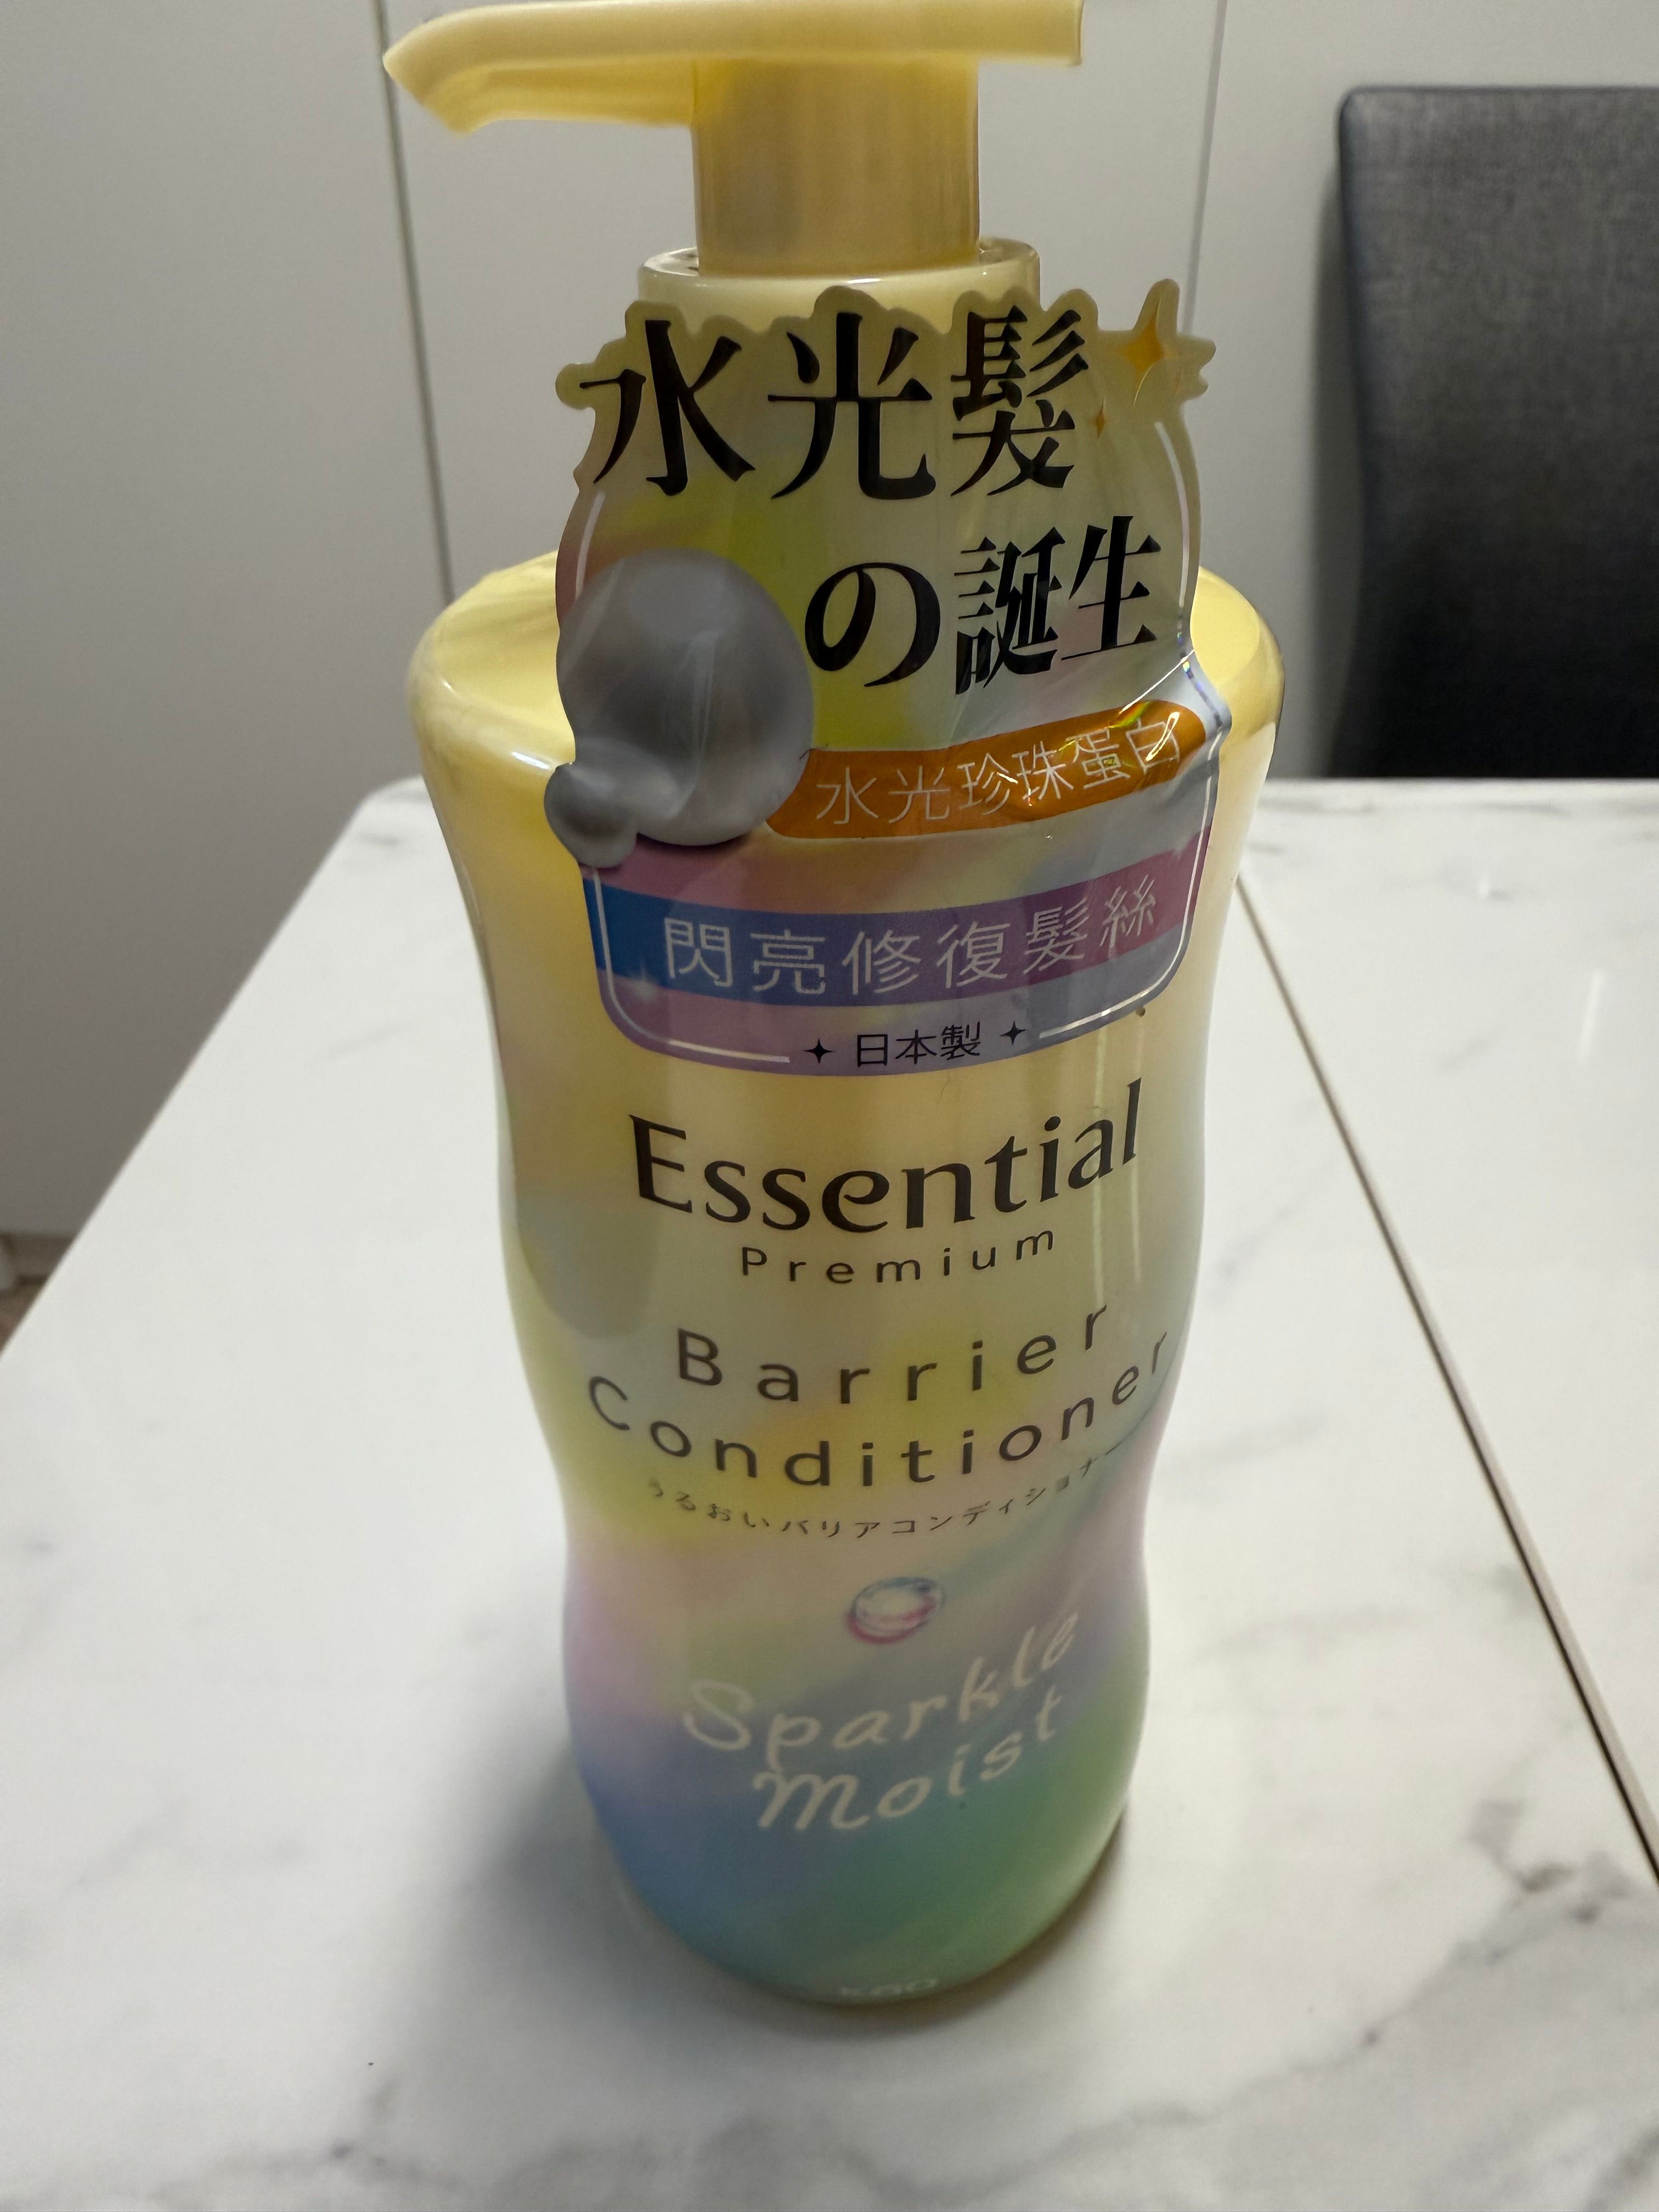 水光髮
の誕生
水光珍珠蛋白
閃亮修復髮絲
日本製
Essential
Premium
Barrier
Conditioner
うるおいバリアコンディショナー
Sparkle
Moist
Kao